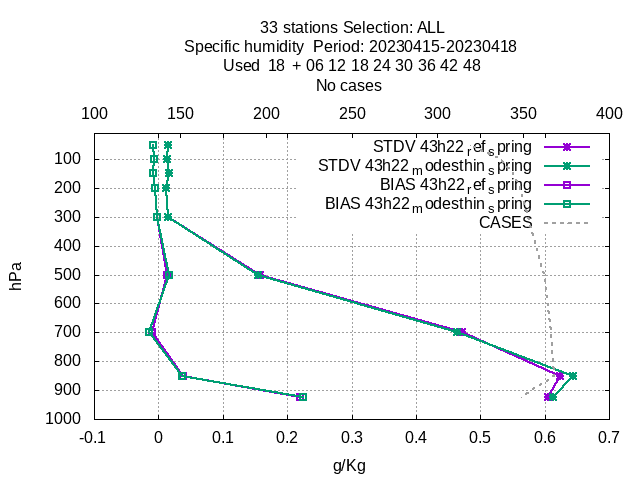 33 stations Selection: ALL
Specific humidity  Period: 20230415-20230418
Used 18 + 06 12 18 24 30 36 42 48
No cases
100 150 200 250 300 350 400
STDV 43h22_ref_spring
STDV 43h22_modesthin_spring
BIAS 43h22_ref_spring
BIAS 43h22_modesthin_spring
CASES
hPa
100
200
300
400
500
600
700
800
900
1000
-0.1 0 0.1 0.2 0.3 0.4 0.5 0.6 0.7
g/Kg